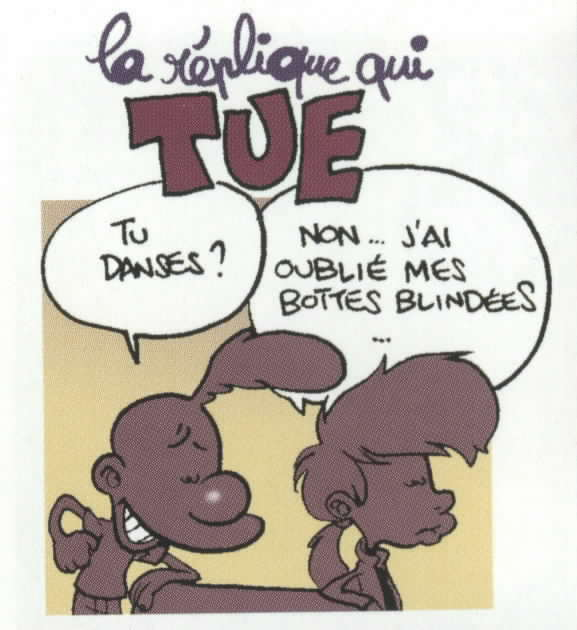 la réplique qui
TUE
TU
DANSES ?
NON ... J'AI
OUBLIÉ MES
BOTTES BLINDÉES
...